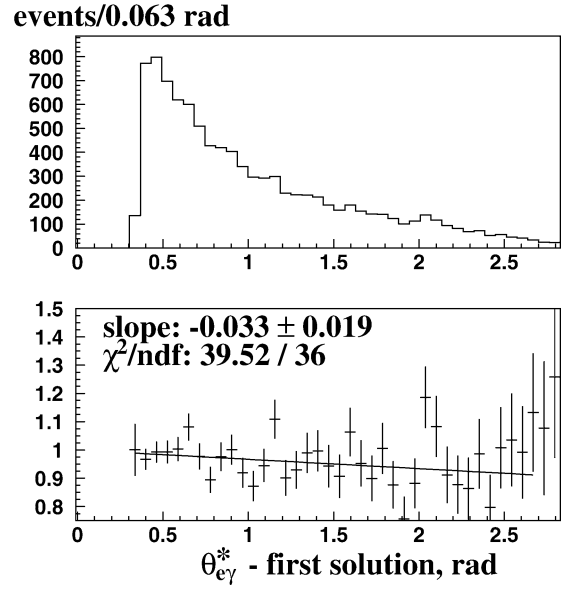 events/0.063 rad
800
700
600
500
400
300
200
100
0
0 0.5 1 1.5 2 2.5
1.5
1.4
1.3
1.2
1.1
1
0.9
0.8
slope: -0.033 ± 0.019
χ²/ndf: 39.52 / 36
0 0.5 1 1.5 2 2.5
θ*eγ - first solution, rad